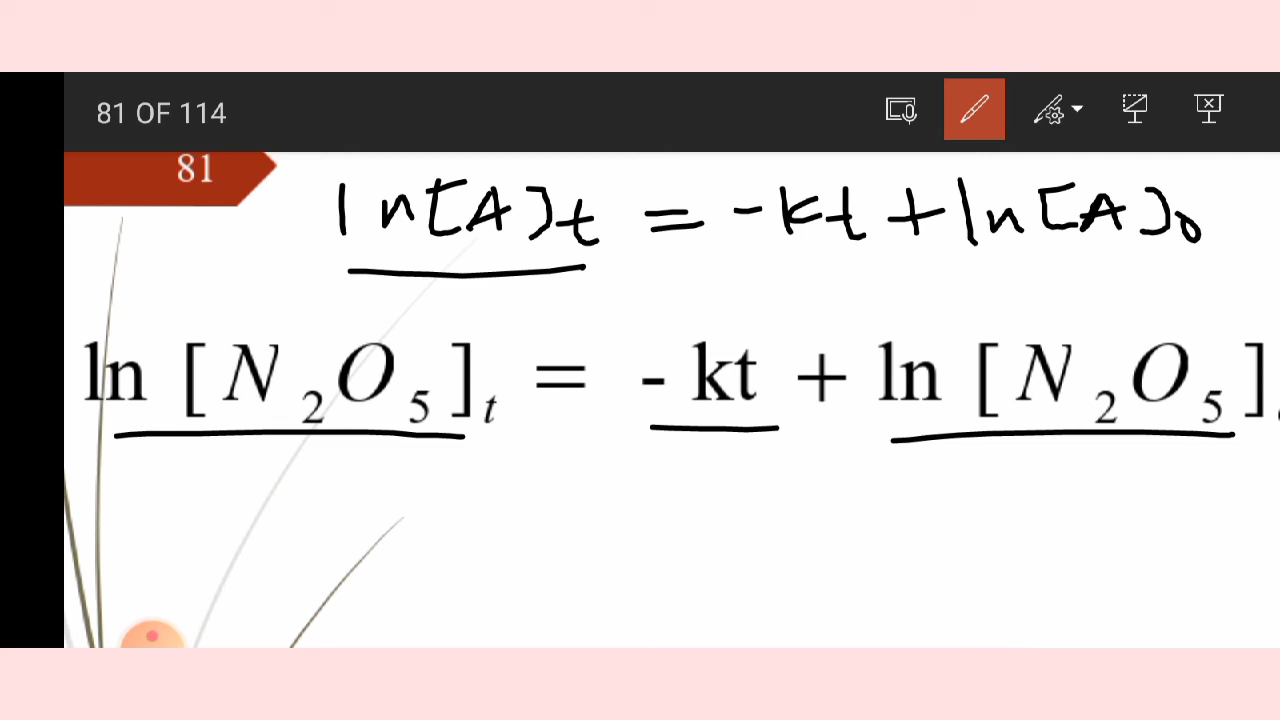 81 OF 114
81
ln[A]t = -kt + ln[A]0
ln [N2O5]t = - kt + ln [N2O5]